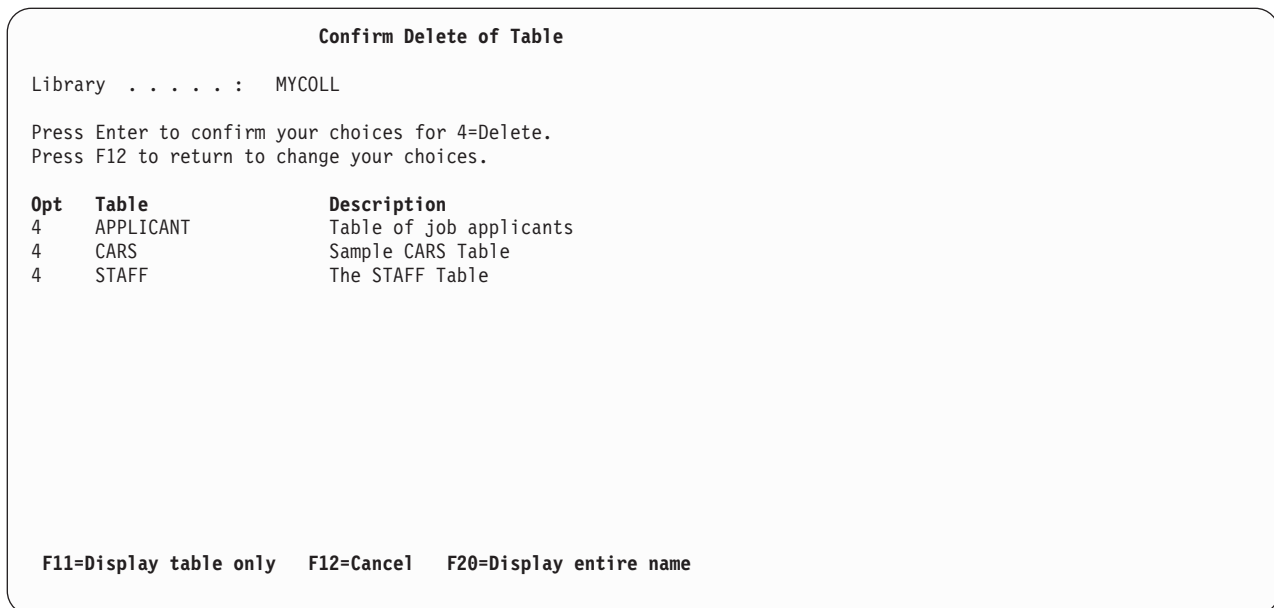 Confirm Delete of Table
Library . . . . . : MYCOLL
Press Enter to confirm your choices for 4=Delete.
Press F12 to return to change your choices.
Opt Table Description
4 APPLICANT Table of job applicants
4 CARS Sample CARS Table
4 STAFF The STAFF Table
F11=Display table only F12=Cancel F20=Display entire name